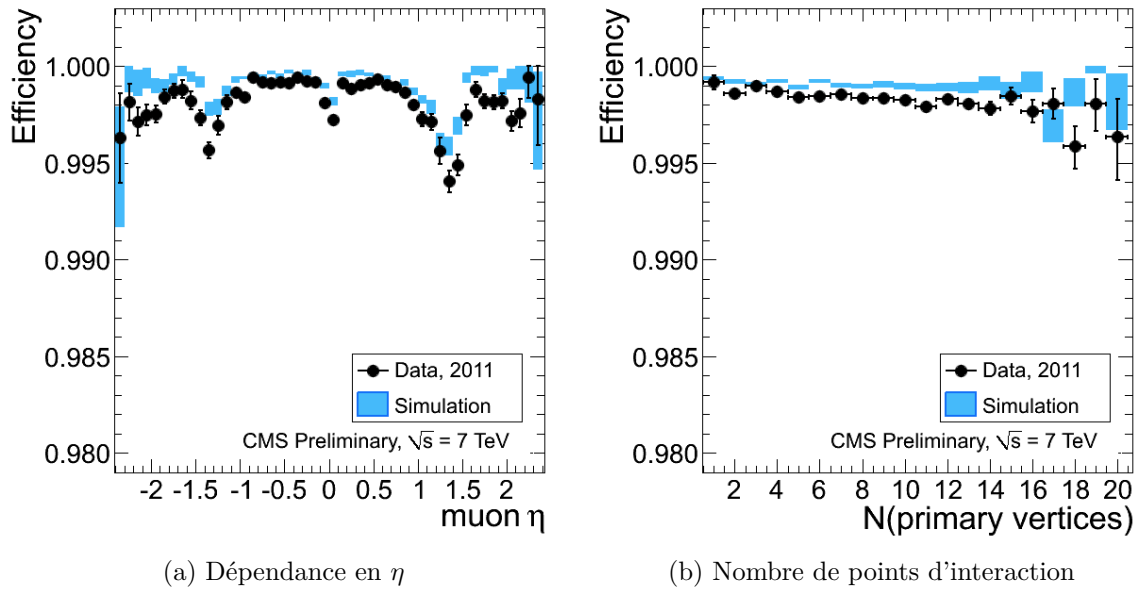 Efficiency
1.000
0.995
0.990
0.985
0.980
Data, 2011
Simulation
CMS Preliminary, √s = 7 TeV
-2 -1.5 -1 -0.5 0 0.5 1 1.5 2
muon η
(a) Dépendance en η
Efficiency
1.000
0.995
0.990
0.985
0.980
Data, 2011
Simulation
CMS Preliminary, √s = 7 TeV
2 4 6 8 10 12 14 16 18 20
N(primary vertices)
(b) Nombre de points d'interaction